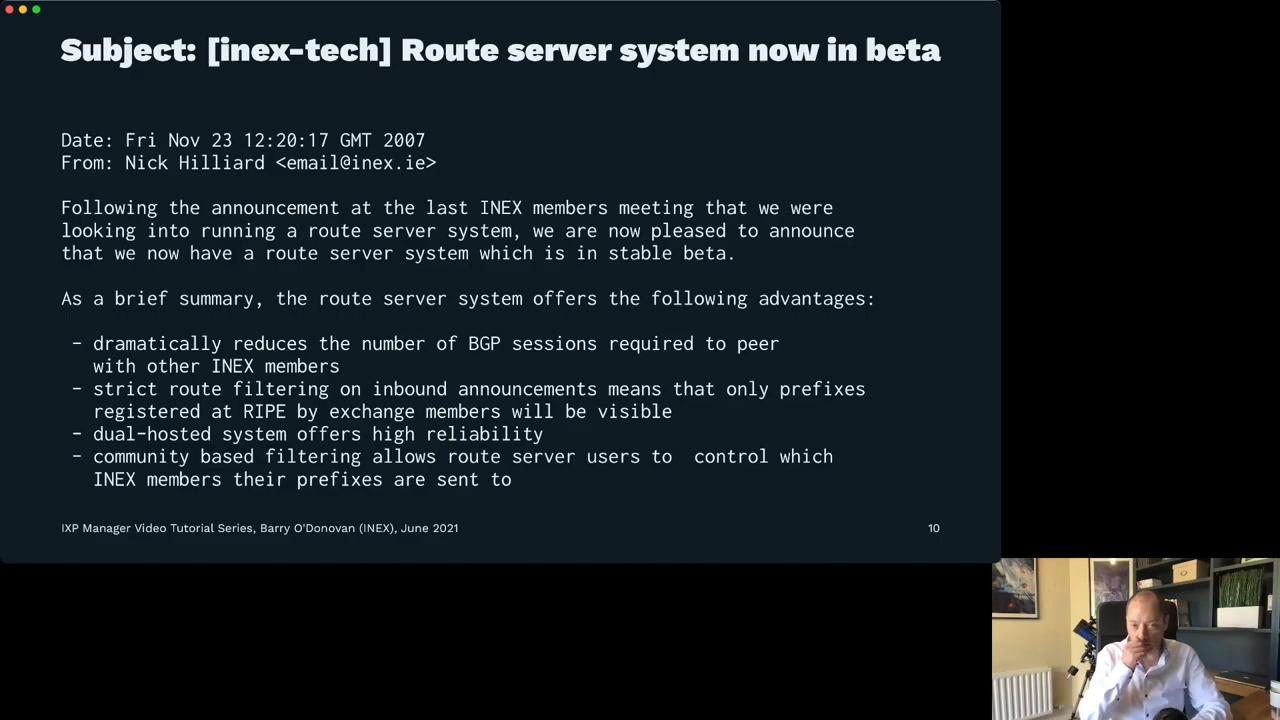 Subject: [inex-tech] Route server system now in beta
Date: Fri Nov 23 12:20:17 GMT 2007
From: Nick Hilliard <email@inex.ie>
Following the announcement at the last INEX members meeting that we were
looking into running a route server system, we are now pleased to announce
that we now have a route server system which is in stable beta.
As a brief summary, the route server system offers the following advantages:
- dramatically reduces the number of BGP sessions required to peer
with other INEX members
- strict route filtering on inbound announcements means that only prefixes
registered at RIPE by exchange members will be visible
- dual-hosted system offers high reliability
- community based filtering allows route server users to  control which
INEX members their prefixes are sent to
IXP Manager Video Tutorial Series, Barry O'Donovan (INEX), June 2021
10